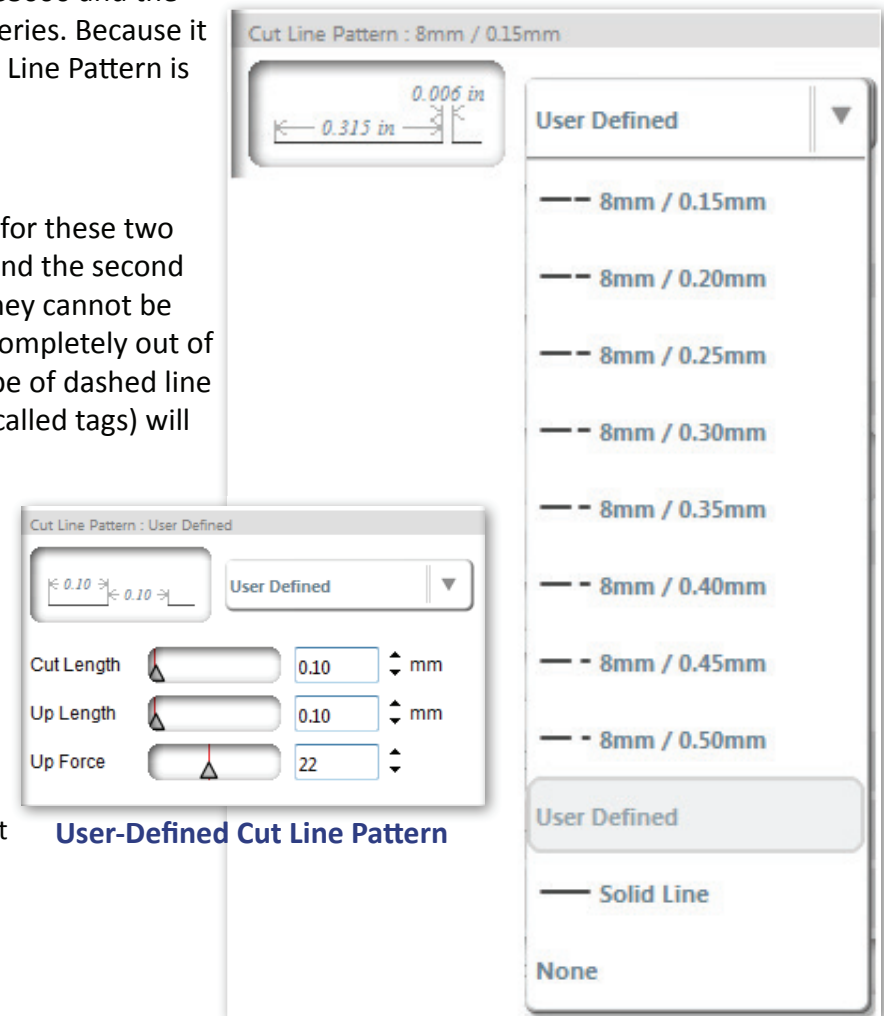 eries. Because it
Line Pattern is
for these two
nd the second
ey cannot be
ompletely out of
e of dashed line
called tags) will
Cut Line Pattern : 8mm / 0.15mm
0.006 in
0.315 in
User Defined
8mm / 0.15mm
8mm / 0.20mm
8mm / 0.25mm
8mm / 0.30mm
8mm / 0.35mm
8mm / 0.40mm
8mm / 0.45mm
8mm / 0.50mm
User Defined
Solid Line
None
Cut Line Pattern : User Defined
0.10
0.10
User Defined
Cut Length 0.10 mm
Up Length 0.10 mm
Up Force 22
t
User-Defined Cut Line Pattern